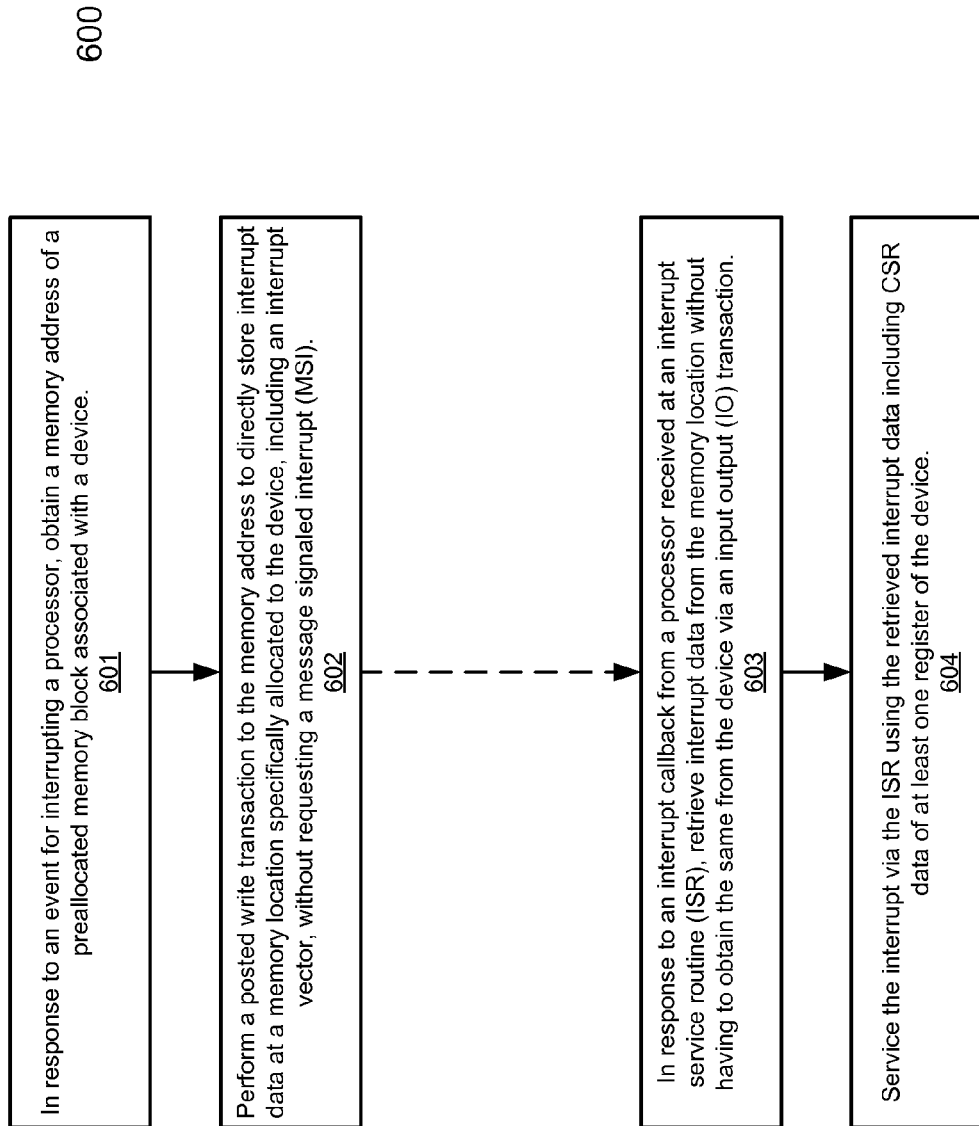 600
In response to an event for interrupting a processor, obtain a memory address of a
preallocated memory block associated with a device.
601
Perform a posted write transaction to the memory address to directly store interrupt
data at a memory location specifically allocated to the device, including an interrupt
vector, without requesting a message signaled interrupt (MSI).
602
In response to an interrupt callback from a processor received at an interrupt
service routine (ISR), retrieve interrupt data from the memory location without
having to obtain the same from the device via an input output (IO) transaction.
603
Service the interrupt via the ISR using the retrieved interrupt data including CSR
data of at least one register of the device.
604